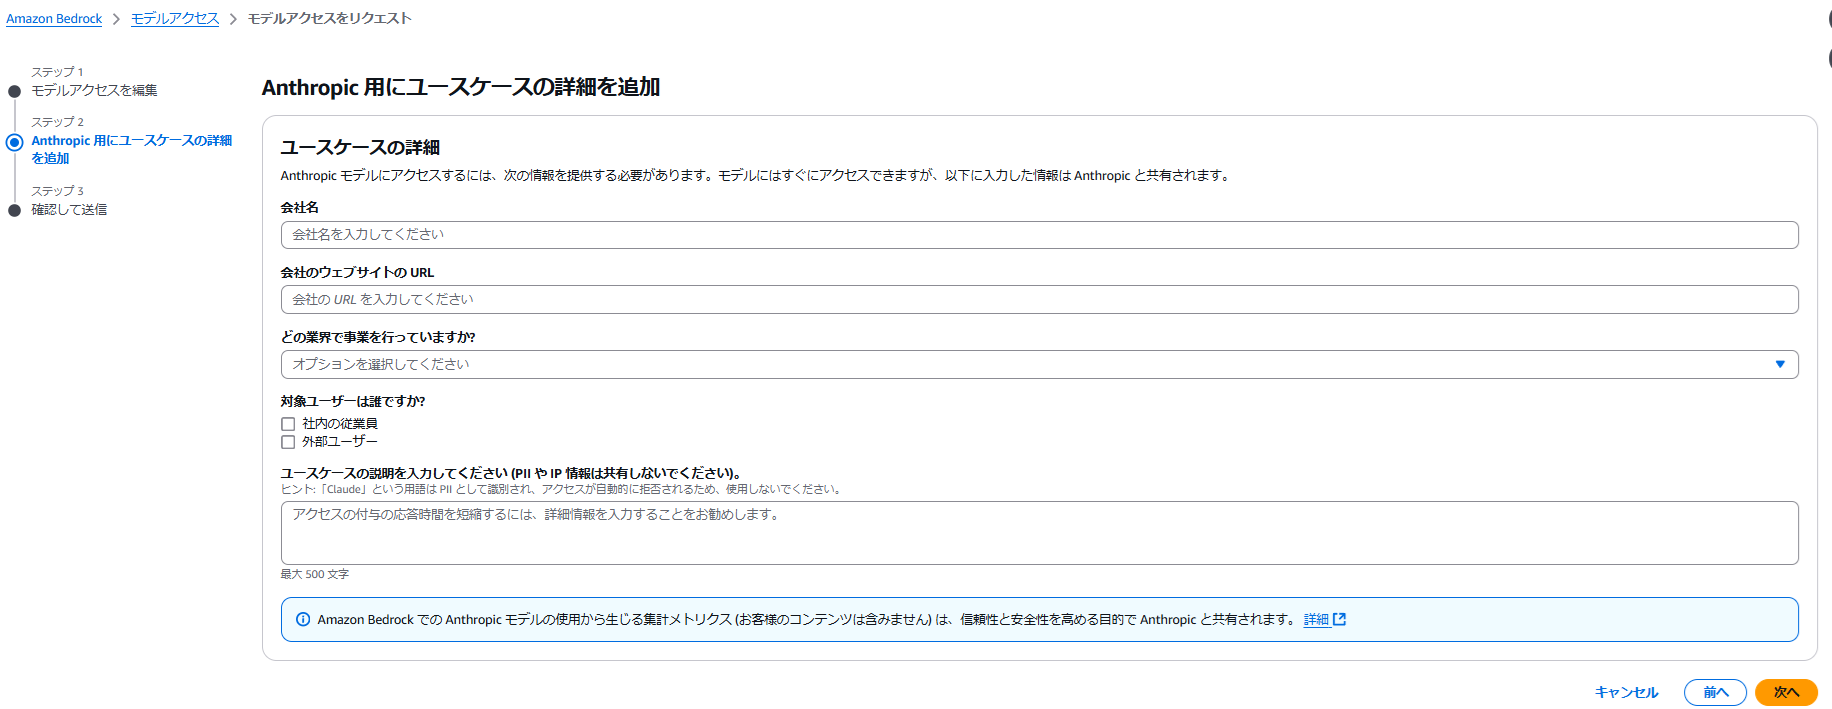 Amazon Bedrock > モデルアクセス > モデルアクセスをリクエスト
ステップ 1
モデルアクセスを編集
ステップ 2
Anthropic 用にユースケースの詳細
を追加
ステップ 3
確認して送信
Anthropic 用にユースケースの詳細を追加
ユースケースの詳細
Anthropic モデルにアクセスするには、次の情報を提供する必要があります。モデルにはすぐにアクセスできますが、以下に入力した情報は Anthropic と共有されます。
会社名
会社名を入力してください
会社のウェブサイトの URL
会社の URL を入力してください
どの業界で事業を行っていますか?
オプションを選択してください
対象ユーザーは誰ですか?
社内の従業員
外部ユーザー
ユースケースの説明を入力してください (PII や IP 情報は共有しないでください)。
ヒント:「Claude」という用語は PII として識別され、アクセスが自動的に拒否されるため、使用しないでください。
アクセスの付与の応答時間を短縮するには、詳細情報を入力することをお勧めします。
最大 500 文字
Amazon Bedrock での Anthropic モデルの使用から生じる集計メトリクス (お客様のコンテンツは含みません) は、信頼性と安全性を高める目的で Anthropic と共有されます。 詳細
キャンセル
前へ
次へ